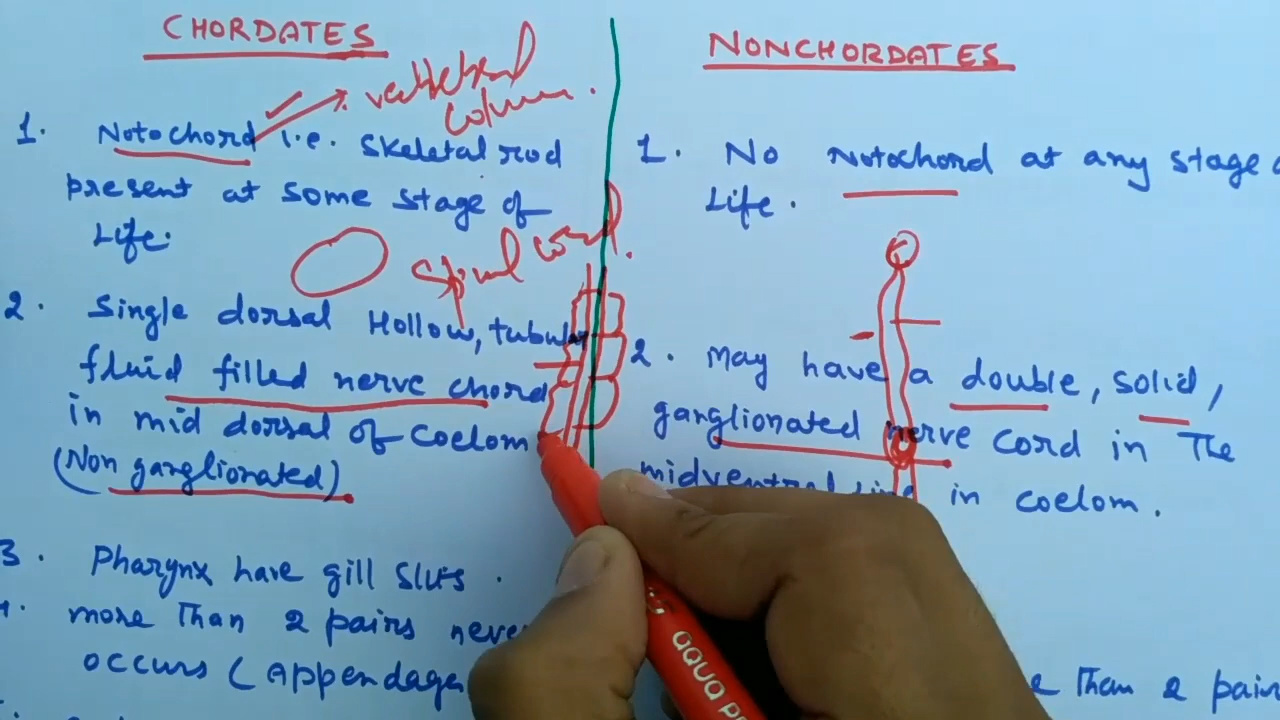 CHORDATES
vertebral
column.
1. Notochord i.e. Skeletal rod
present at some stage of
Life.
spinal cord.
2. Single dorsal Hollow, tubular
fluid filled nerve chord
in mid dorsal of coelom
(Non ganglionated)
3. Pharynx have gill slits.
more Than 2 pairs never
occurs (Appendages
NONCHORDATES
1. No Notochord at any stage
Life.
2. May have a double, solid,
ganglionated nerve cord in The
midventral line in coelom.
Than 2 pairs
AQUA